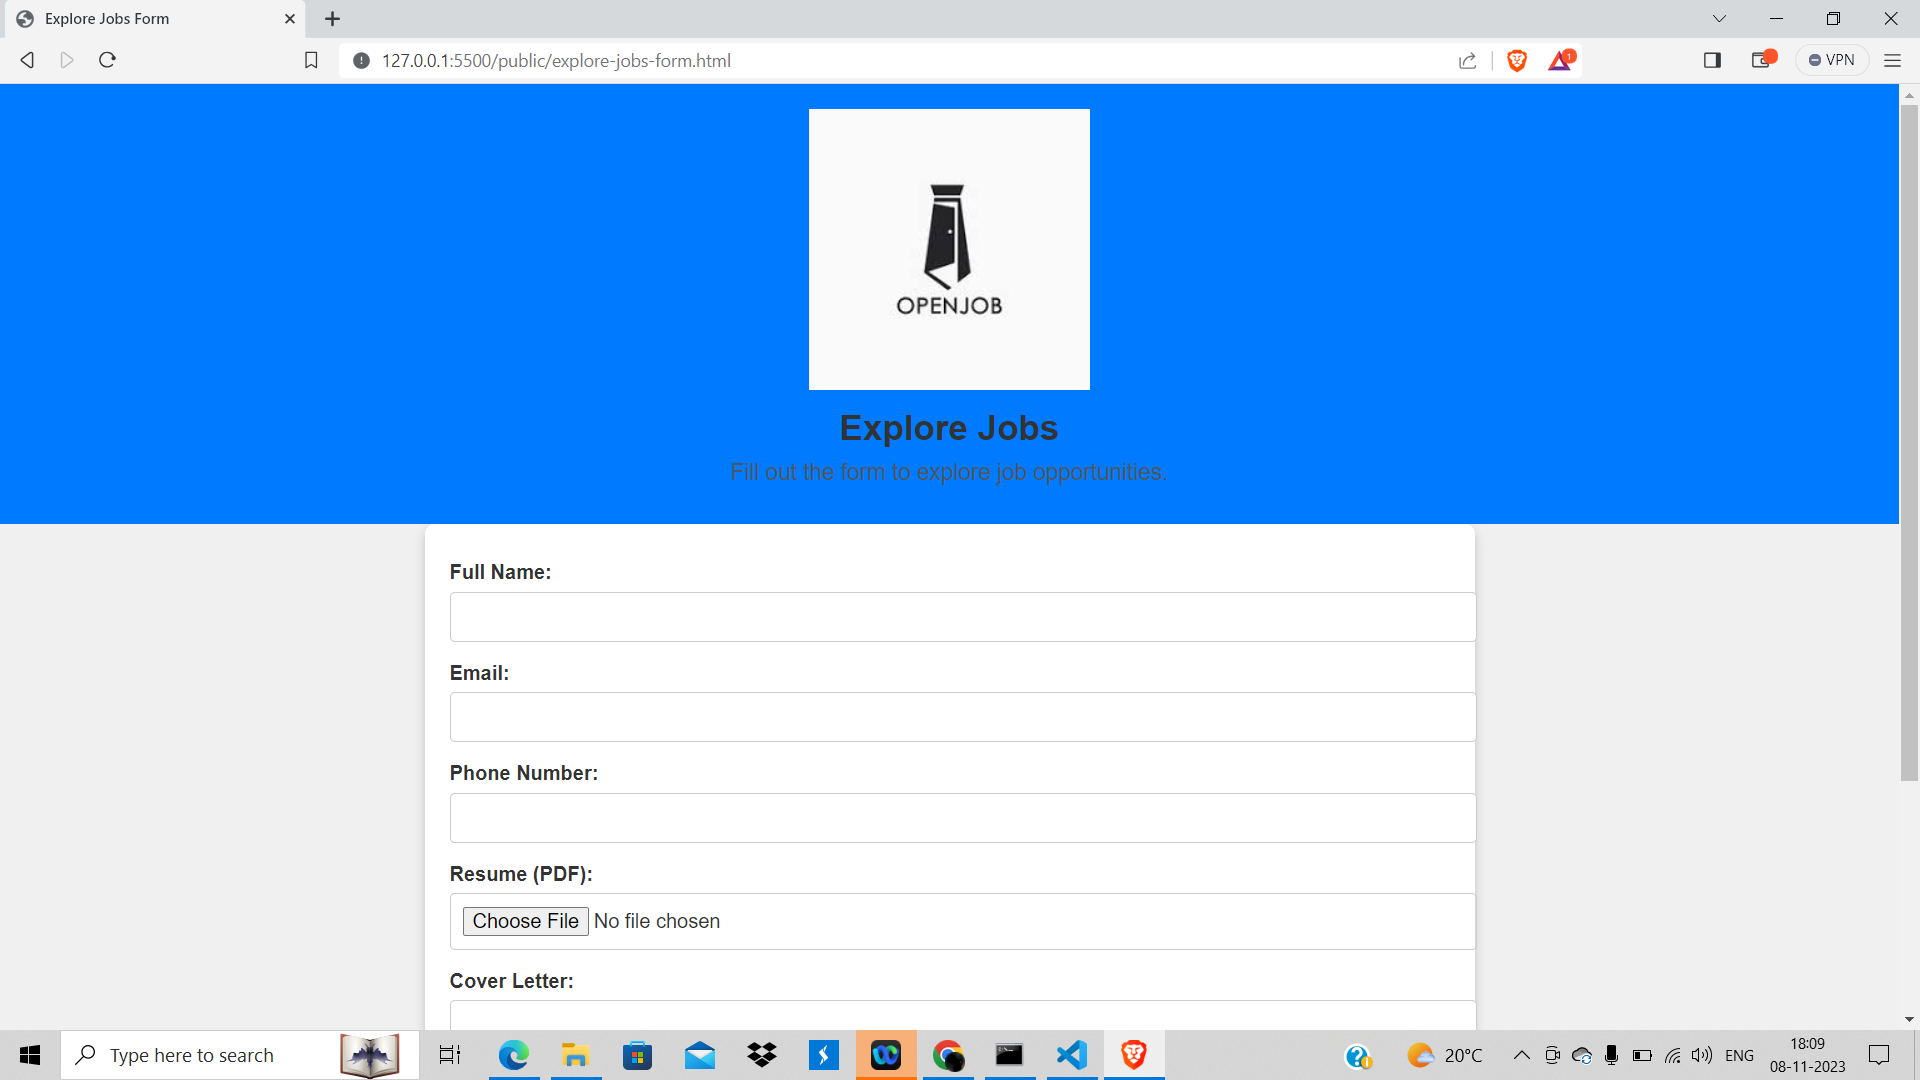 Explore Jobs Form
127.0.0.1:5500/public/explore-jobs-form.html
1
VPN
OPENJOB
Explore Jobs
Fill out the form to explore job opportunities.
Full Name:
Email:
Phone Number:
Resume (PDF):
Choose File No file chosen
Cover Letter:
Type here to search
20°C
ENG
18:09
08-11-2023